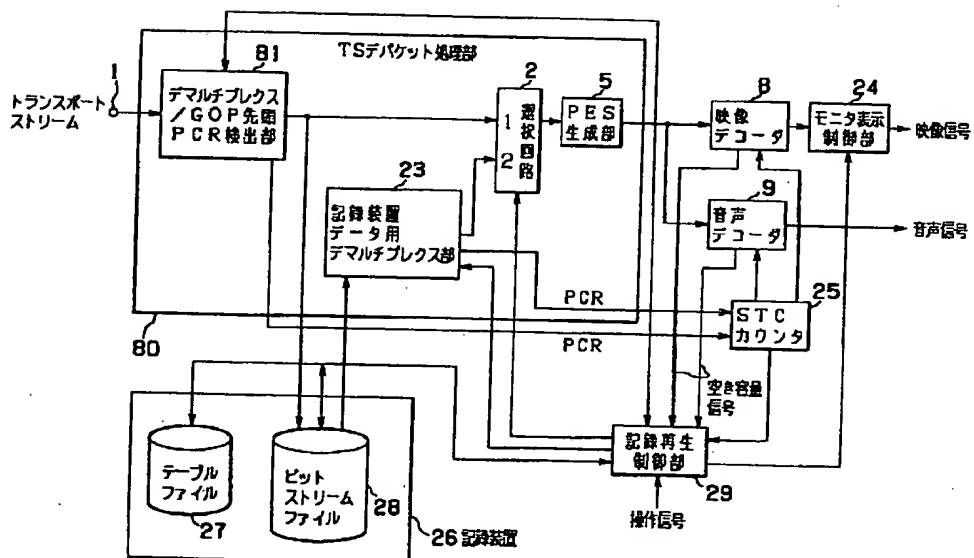 TSデパケット処理部
81
1
トランスポート
ストリーム
デマルチプレクス
/GOP先頭
PCR検出部
2
1
2
選択回路
5
PES
生成部
8
映像
デコーダ
24
モニタ表示
制御部
映像信号
23
記録装置
データ用
デマルチプレクス部
9
音声
デコーダ
音声信号
PCR
25
STC
カウンタ
80
PCR
空き容量
信号
テーブル
ファイル
27
ビット
ストリーム
ファイル
28
記録再生
制御部
29
操作信号
26記録装置